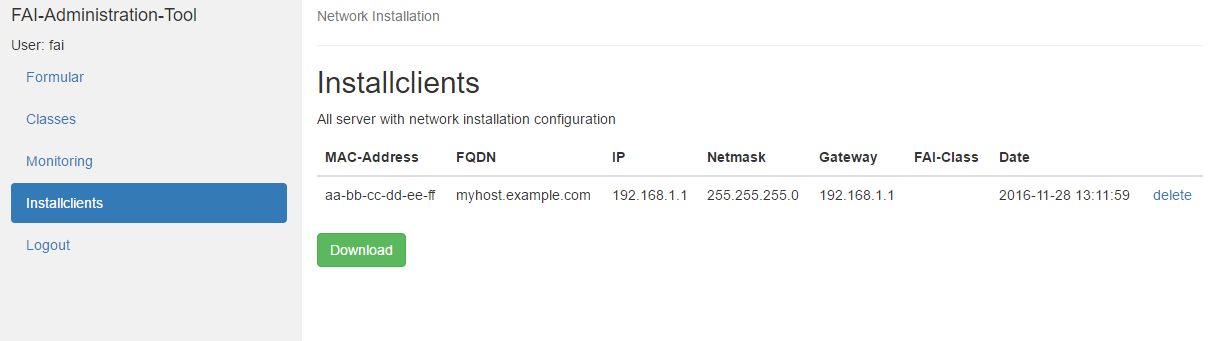 FAI-Administration-Tool
User: fai
Formular
Classes
Monitoring
Installclients
Logout
Network Installation
Installclients
All server with network installation configuration
MAC-Address FQDN IP Netmask Gateway FAI-Class Date
aa-bb-cc-dd-ee-ff myhost.example.com 192.168.1.1 255.255.255.0 192.168.1.1 2016-11-28 13:11:59 delete
Download